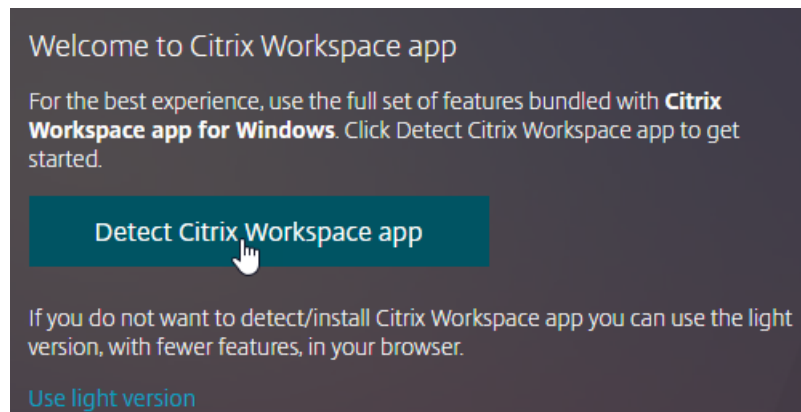 Welcome to Citrix Workspace app
For the best experience, use the full set of features bundled with Citrix
Workspace app for Windows. Click Detect Citrix Workspace app to get
started.
Detect Citrix Workspace app
If you do not want to detect/install Citrix Workspace app you can use the light
version, with fewer features, in your browser.
Use light version